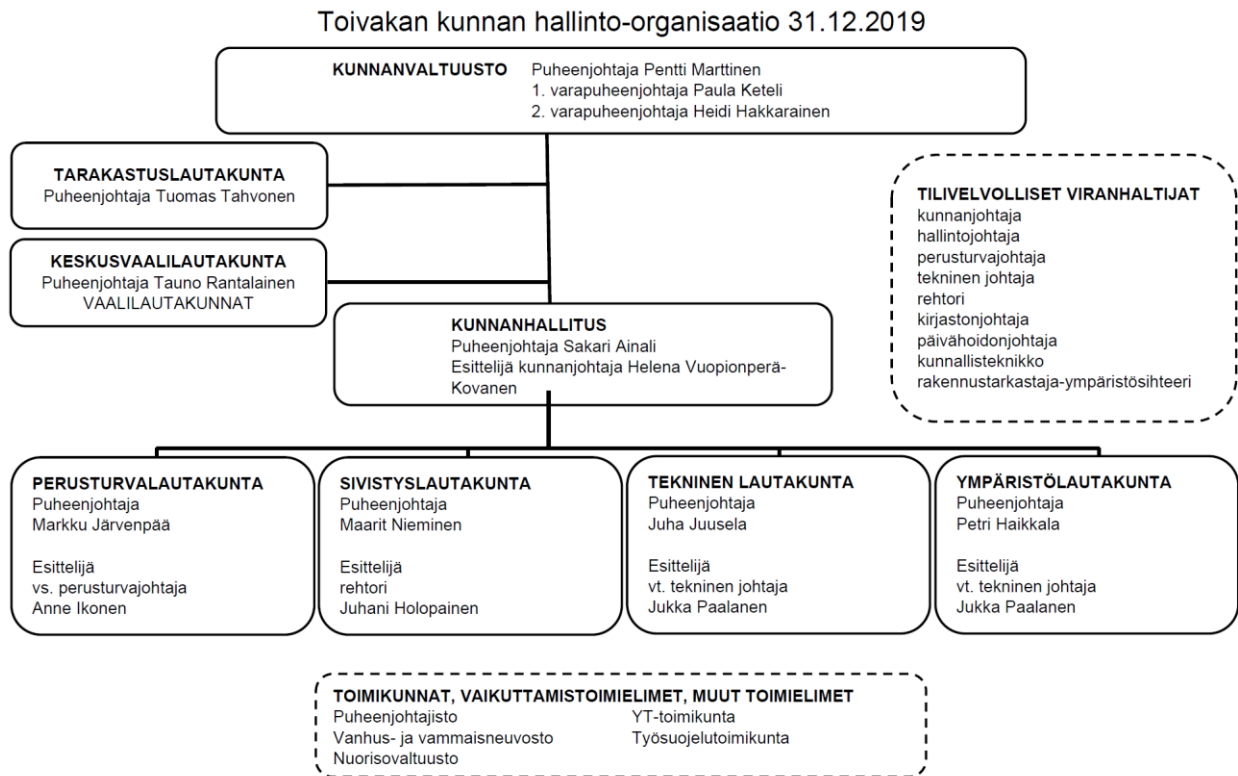 Toivakan kunnan hallinto-organisaatio 31.12.2019
KUNNANVALTUUSTO Puheenjohtaja Pentti Marttinen
1. varapuheenjohtaja Paula Keteli
2. varapuheenjohtaja Heidi Hakkarainen
TARAKASTUSLAUTAKUNTA
Puheenjohtaja Tuomas Tahvonen
KESKUSVAALILAUTAKUNTA
Puheenjohtaja Tauno Rantalainen
VAALILAUTAKUNNAT
TILIVELVOLLISET VIRANHALTIJAT
kunnanjohtaja
hallintojohtaja
perusturvajohtaja
tekninen johtaja
rehtori
kirjastonjohtaja
päivähoidonjohtaja
kunnallisteknikko
rakennustarkastaja-ympäristösihteeri
KUNNANHALLITUS
Puheenjohtaja Sakari Ainali
Esittelijä kunnanjohtaja Helena Vuopionperä-
Kovanen
PERUSTURVALAUTAKUNTA
Puheenjohtaja
Markku Järvenpää
Esittelijä
vs. perusturvajohtaja
Anne Ikonen
SIVISTYSLAUTAKUNTA
Puheenjohtaja
Maarit Nieminen
Esittelijä
rehtori
Juhani Holopainen
TEKNINEN LAUTAKUNTA
Puheenjohtaja
Juha Juusela
Esittelijä
vt. tekninen johtaja
Jukka Paalanen
YMPÄRISTÖLAUTAKUNTA
Puheenjohtaja
Petri Haikkala
Esittelijä
vt. tekninen johtaja
Jukka Paalanen
TOIMIKUNNAT, VAIKUTTAMISTOIMIELIMET, MUUT TOIMIELIMET
Puheenjohtajisto YT-toimikunta
Vanhus- ja vammaisneuvosto Työsuojelutoimikunta
Nuorisovaltuusto